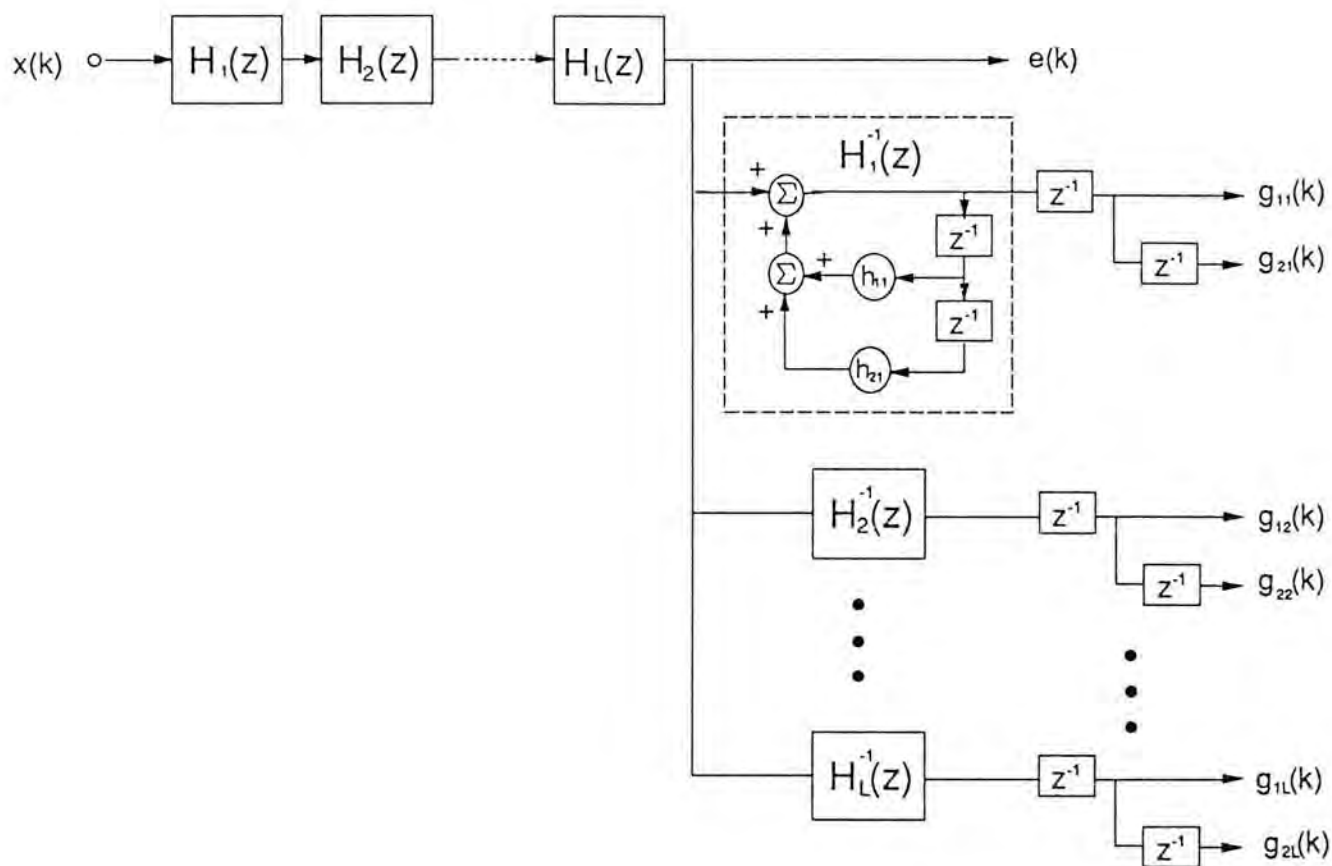 x(k) H₁(z) H₂(z) H_L(z) e(k)
H₁⁻¹(z)
+ Σ z⁻¹ g₁₁(k)
+ z⁻¹ z⁻¹ g₂₁(k)
Σ + h₁₁
+ z⁻¹
h₂₁
H₂⁻¹(z) z⁻¹ g₁₂(k)
z⁻¹ g₂₂(k)
H_L⁻¹(z) z⁻¹ g₁L(k)
z⁻¹ g₂L(k)